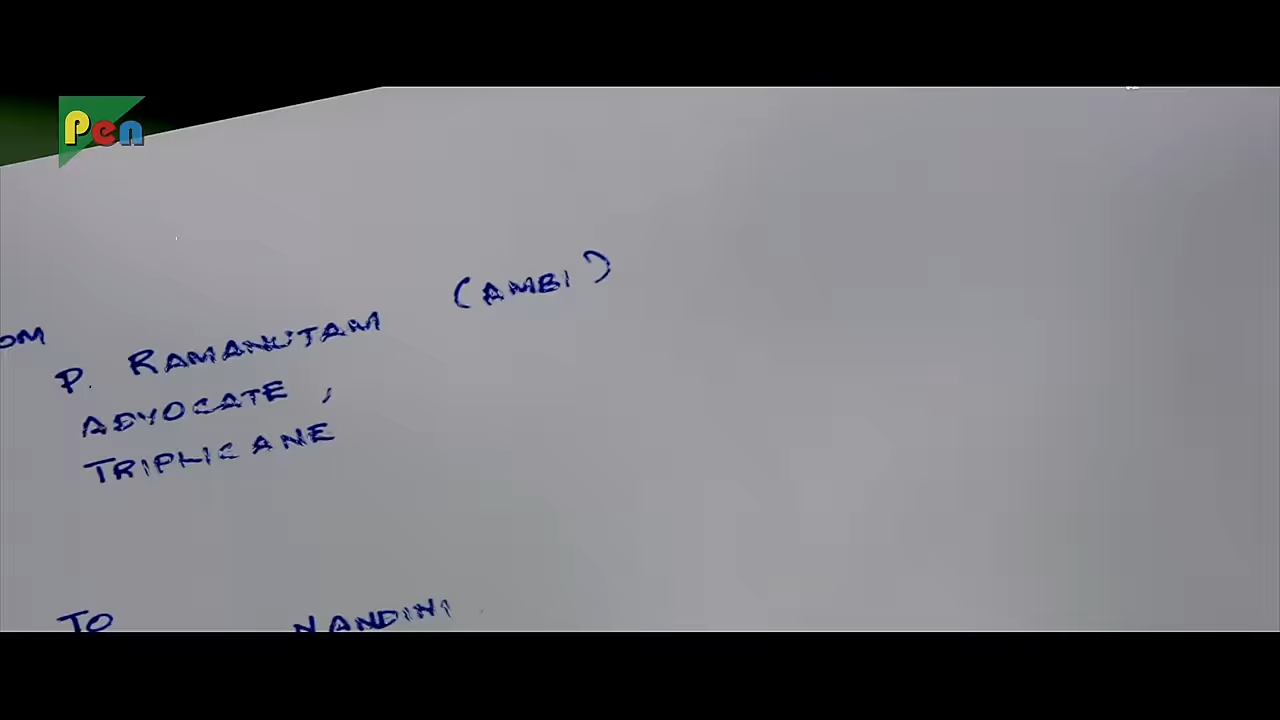 Pen
OM
P. RAMANUJAM (AMBI)
ADVOCATE,
TRIPLICANE
TO NANDINI